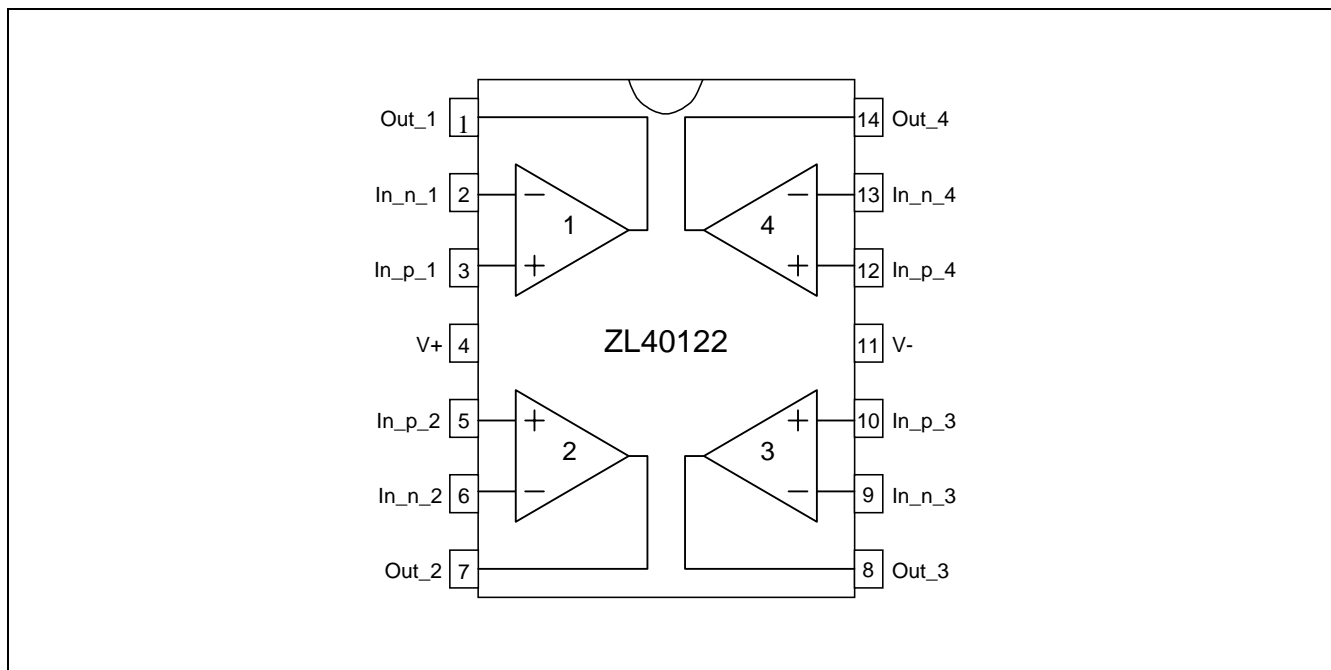 Out_1 1 14 Out_4
In_n_1 2 − − 13 In_n_4
1 4
In_p_1 3 + + 12 In_p_4
V+ 4 ZL40122 11 V-
In_p_2 5 + + 10 In_p_3
2 3
In_n_2 6 − − 9 In_n_3
Out_2 7 8 Out_3